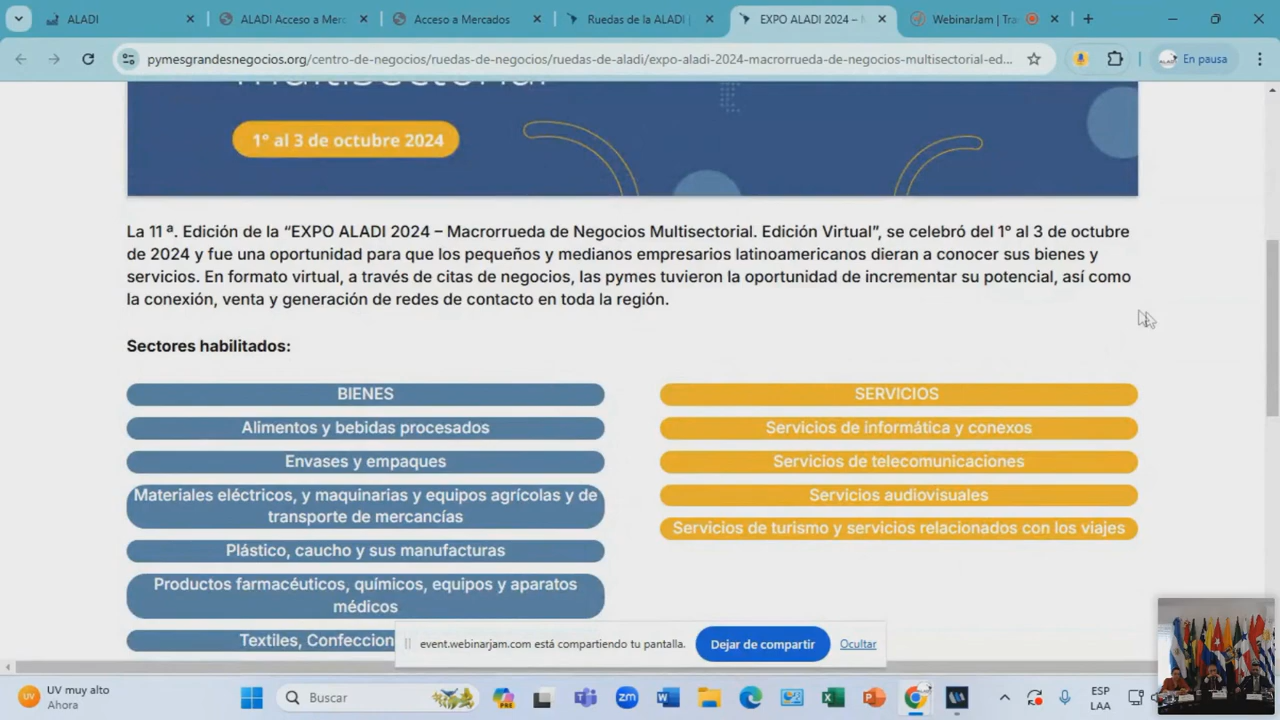 ALADI
ALADI Acceso a Merc
Acceso a Mercados
Ruedas de la ALADI |
EXPO ALADI 2024 –
WebinarJam | Tra
pymesgrandesnegocios.org/centro-de-negocios/ruedas-de-negocios/ruedas-de-aladi/expo-aladi-2024-macrorrueda-de-negocios-multisectorial-ed...
En pausa
multisectorial
1° al 3 de octubre 2024
La 11ª. Edición de la “EXPO ALADI 2024 – Macrorrueda de Negocios Multisectorial. Edición Virtual”, se celebró del 1° al 3 de octubre
de 2024 y fue una oportunidad para que los pequeños y medianos empresarios latinoamericanos dieran a conocer sus bienes y
servicios. En formato virtual, a través de citas de negocios, las pymes tuvieron la oportunidad de incrementar su potencial, así como
la conexión, venta y generación de redes de contacto en toda la región.
Sectores habilitados:
BIENES
Alimentos y bebidas procesados
Envases y empaques
Materiales eléctricos, y maquinarias y equipos agrícolas y de
transporte de mercancías
Plástico, caucho y sus manufacturas
Productos farmacéuticos, químicos, equipos y aparatos
médicos
Textiles, Confeccion
SERVICIOS
Servicios de informática y conexos
Servicios de telecomunicaciones
Servicios audiovisuales
Servicios de turismo y servicios relacionados con los viajes
event.webinarjam.com está compartiendo tu pantalla.
Dejar de compartir
Ocultar
UV
UV muy alto
Ahora
Buscar
PRE
zm
ESP
LAA